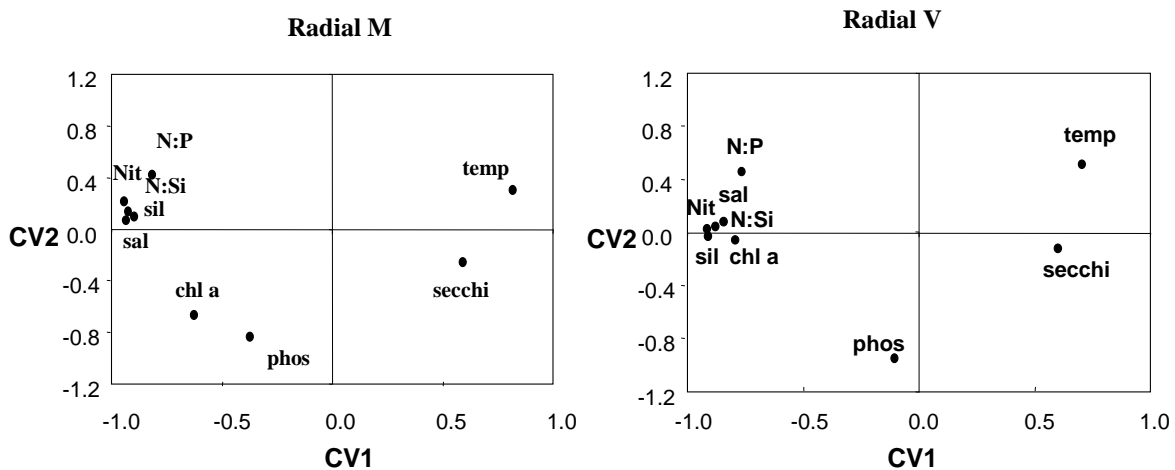 Radial M
Radial V
1.2
0.8
0.4
0.0
-0.4
-0.8
-1.2
CV2
N:P
Nit
N:Si
sil
sal
temp
secchi
chl a
phos
-1.0
-0.5
0.0
0.5
1.0
CV1
1.2
0.8
0.4
0.0
-0.4
-0.8
-1.2
CV2
N:P
temp
sal
Nit
N:Si
sil
chl a
secchi
phos
-1.0
-0.5
0.0
0.5
1.0
CV1